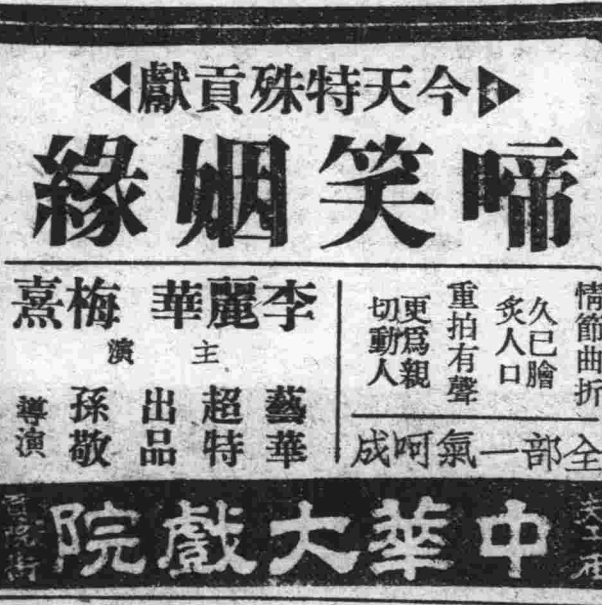 今天特殊貢獻
啼笑姻緣
情節曲折
久已膾
炙人口
重拍有聲
更為親
切動人
全部一氣呵成
李麗華 梅熹
主演
藝華
超特
出品
孫敬
導演
中華大戲院